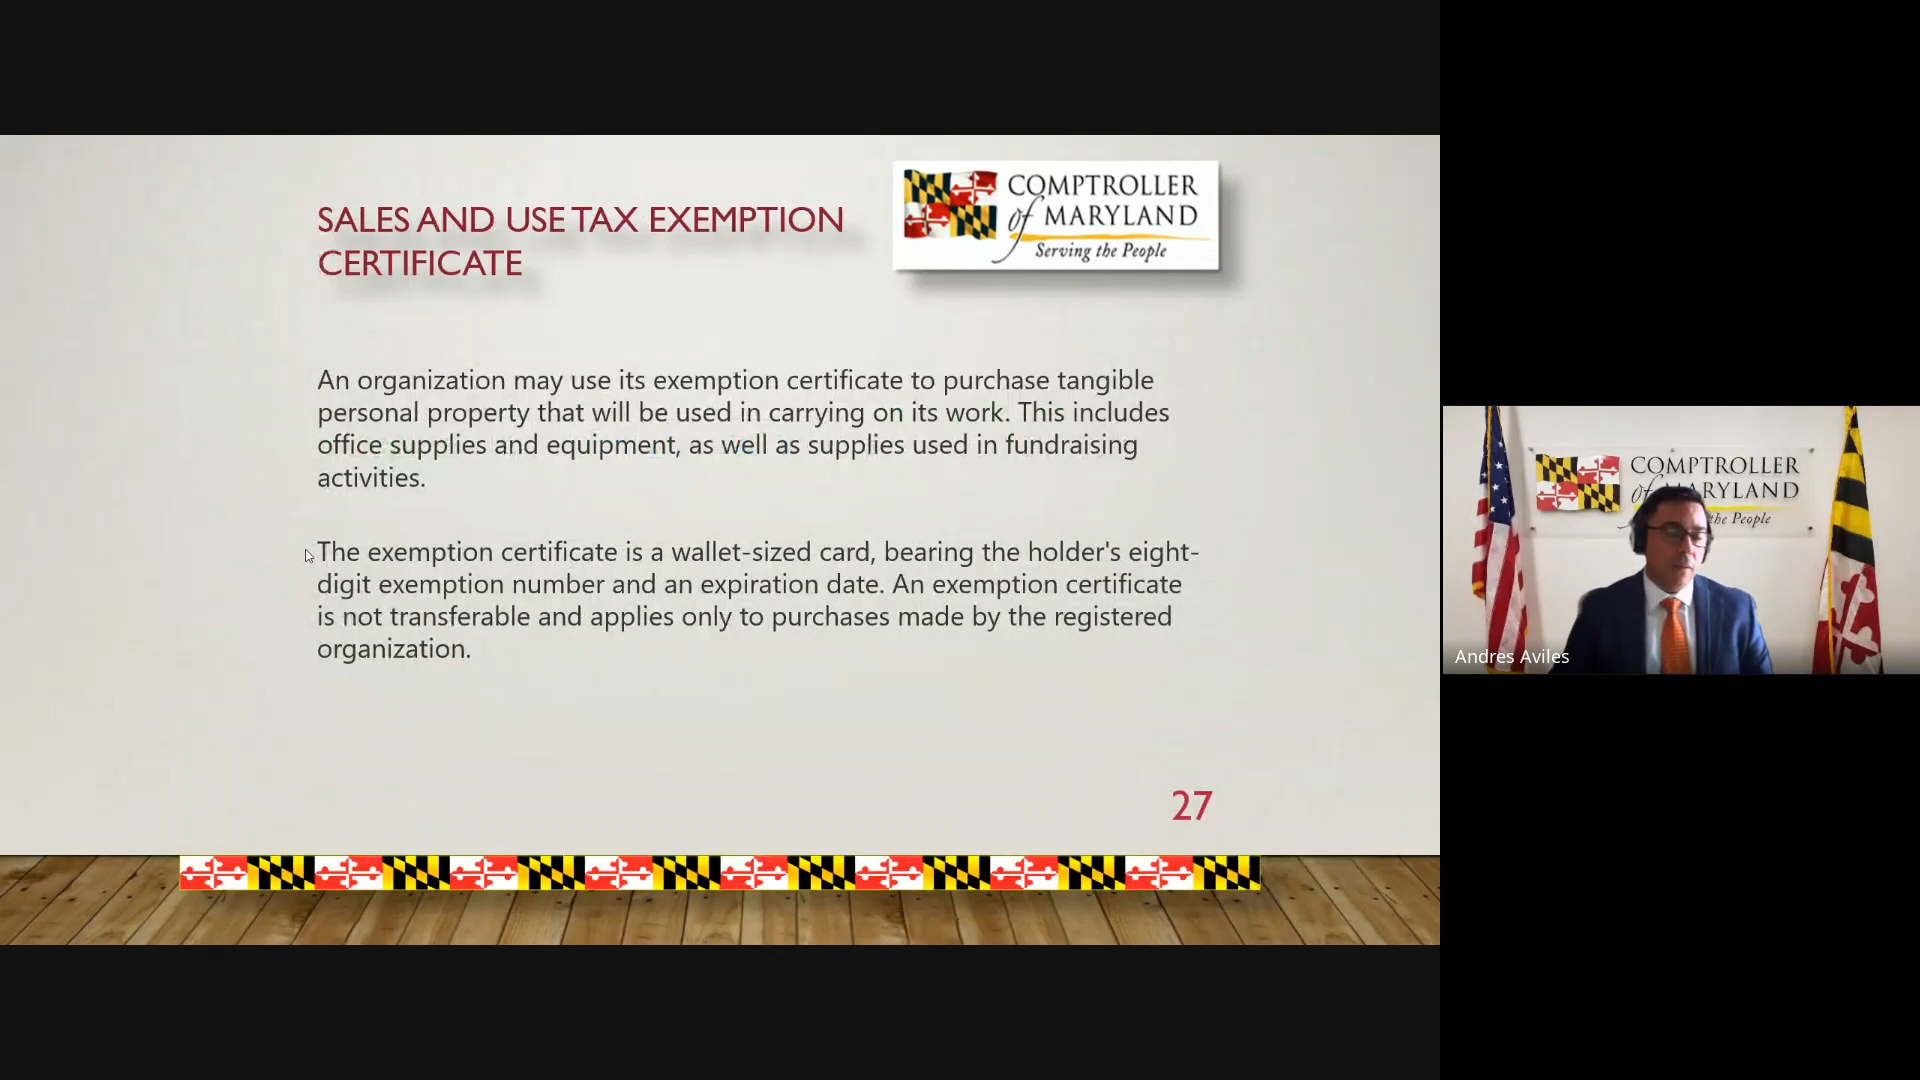 SALES AND USE TAX EXEMPTION
CERTIFICATE
COMPTROLLER
of MARYLAND
Serving the People
An organization may use its exemption certificate to purchase tangible
personal property that will be used in carrying on its work. This includes
office supplies and equipment, as well as supplies used in fundraising
activities.
The exemption certificate is a wallet-sized card, bearing the holder's eight-
digit exemption number and an expiration date. An exemption certificate
is not transferable and applies only to purchases made by the registered
organization.
27
COMPTROLLER
of MARYLAND
the People
Andres Aviles